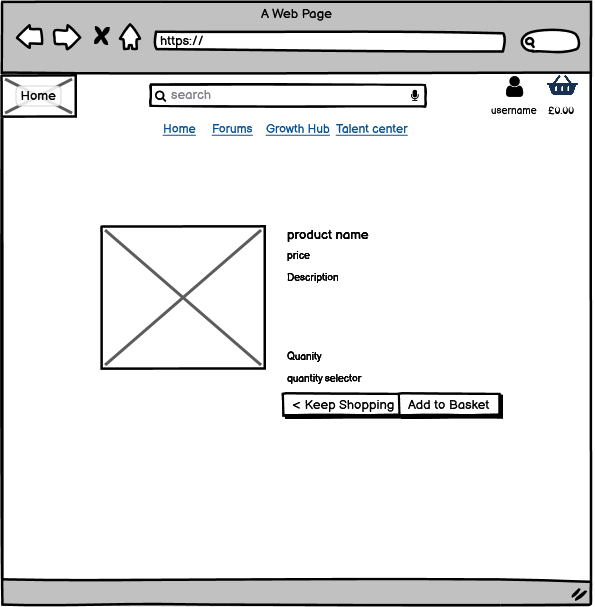 A Web Page
https://
Home
search
username £0.00
Home Forums Growth Hub Talent center
product name
price
Description
Quanity
quantity selector
< Keep Shopping Add to Basket